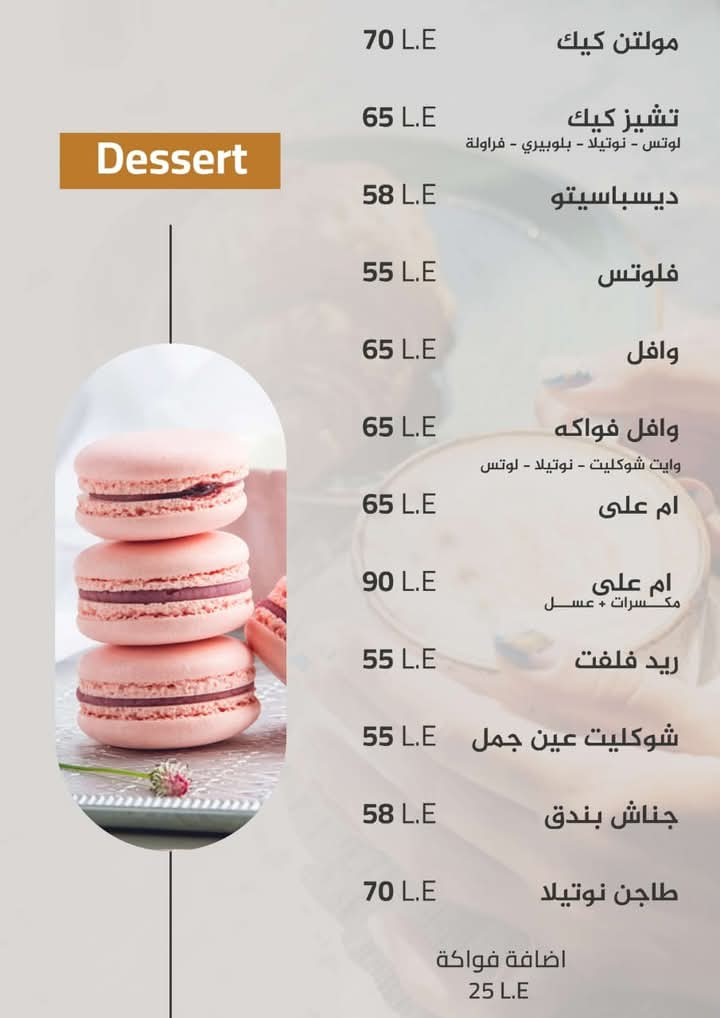 Dessert
مولتن كيك 70 L.E
تشيز كيك 65 L.E
لوتس - نوتيلا - بلوبيري - فراولة
ديسباسيتو 58 L.E
فلوتس 55 L.E
وافل 65 L.E
وافل فواكه 65 L.E
وايت شوكليت - نوتيلا - لوتس
ام على 65 L.E
ام على 90 L.E
مكـــسرات + عســـل
ريد فلفت 55 L.E
شوكليت عين جمل 55 L.E
جناش بندق 58 L.E
طاجن نوتيلا 70 L.E
اضافة فواكة
25 L.E